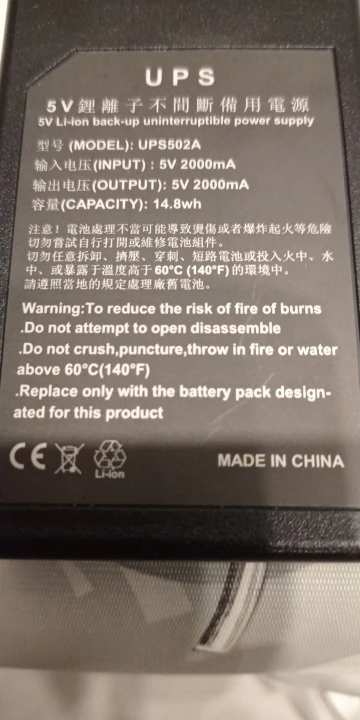 UPS
5V鋰離子不間斷備用電源
5V Li-ion back-up uninterruptible power supply
型号 (MODEL): UPS502A
输入电压(INPUT) : 5V 2000mA
输出电压(OUTPUT): 5V 2000mA
容量(CAPACITY): 14.8wh
注意！電池處理不當可能導致燙傷或者爆炸起火等危險
切勿嘗試自行打開或維修電池組件。
切勿任意拆卸、擠壓、穿刺、短路電池或投入火中、水
中、或暴露于溫度高于60°C (140°F)的環境中。
請遵照當地的規定處理廠舊電池。
Warning:To reduce the risk of fire of burns
.Do not attempt to open disassemble
.Do not crush,puncture,throw in fire or water
above 60°C(140°F)
.Replace only with the battery pack design-
ated for this product
CE
Li-ion
MADE IN CHINA